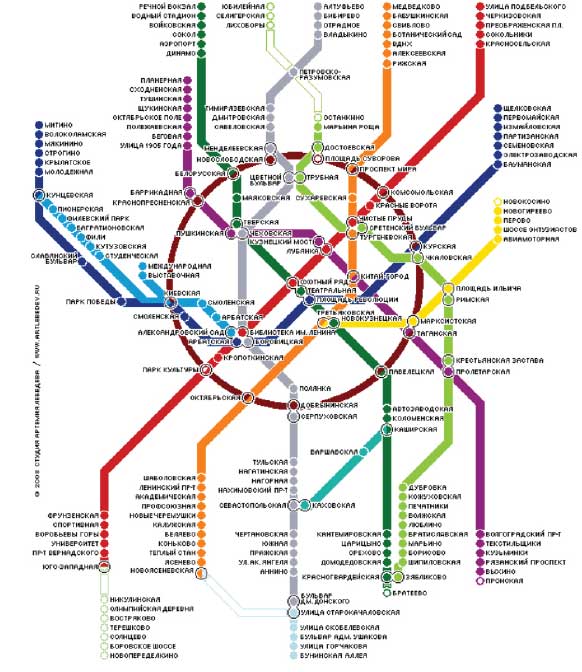 РЕЧНОЙ ВОКЗАЛ
ВОДНЫЙ СТАДИОН
ВОЙКОВСКАЯ
СОКОЛ
АЭРОПОРТ
ДИНАМО
ЮБИЛЕЙНАЯ
СЕЛИГЕРСКАЯ
ЛИХОБОРЫ
АЛТУФЬЕВО
БИБИРЕВО
ОТРАДНОЕ
ВЛАДЫКИНО
МЕДВЕДКОВО
БАБУШКИНСКАЯ
СВИБЛОВО
БОТАНИЧЕСКИЙ САД
ВДНХ
АЛЕКСЕЕВСКАЯ
РИЖСКАЯ
УЛИЦА ПОДБЕЛЬСКОГО
ЧЕРКИЗОВСКАЯ
ПРЕОБРАЖЕНСКАЯ ПЛ.
СОКОЛЬНИКИ
КРАСНОСЕЛЬСКАЯ
ПЕТРОВСКО-
РАЗУМОВСКАЯ
ПЛАНЕРНАЯ
СХОДНЕНСКАЯ
ТУШИНСКАЯ
ЩУКИНСКАЯ
ОКТЯБРЬСКОЕ ПОЛЕ
ПОЛЕЖАЕВСКАЯ
БЕГОВАЯ
УЛИЦА 1905 ГОДА
ТИМИРЯЗЕВСКАЯ
ДМИТРОВСКАЯ
САВЕЛОВСКАЯ
МЕНДЕЛЕЕВСКАЯ
НОВОСЛОБОДСКАЯ
ОСТАНКИНО
МАРЬИНА РОЩА
ДОСТОЕВСКАЯ
ПЛОЩАДЬ СУВОРОВА
ПРОСПЕКТ МИРА
ЩЕЛКОВСКАЯ
ПЕРВОМАЙСКАЯ
ИЗМАЙЛОВСКАЯ
ПАРТИЗАНСКАЯ
СЕМЕНОВСКАЯ
ЭЛЕКТРОЗАВОДСКАЯ
БАУМАНСКАЯ
МИТИНО
ВОЛОКОЛАМСКАЯ
МЯКИНИНО
СТРОГИНО
КРЫЛАТСКОЕ
МОЛОДЕЖНАЯ
КУНЦЕВСКАЯ
ПИОНЕРСКАЯ
ФИЛЕВСКИЙ ПАРК
БАГРАТИОНОВСКАЯ
ФИЛИ
КУТУЗОВСКАЯ
СТУДЕНЧЕСКАЯ
СЛАВЯНСКИЙ
БУЛЬВАР
МЕЖДУНАРОДНАЯ
ВЫСТАВОЧНАЯ
ПАРК ПОБЕДЫ
КИЕВСКАЯ
СМОЛЕНСКАЯ
СМОЛЕНСКАЯ
АРБАТСКАЯ
АЛЕКСАНДРОВСКИЙ САД
АРБАТСКАЯ
БИБЛИОТЕКА ИМ. ЛЕНИНА
БОРОВИЦКАЯ
КРОПОТКИНСКАЯ
БЕЛОРУССКАЯ
БАРРИКАДНАЯ
КРАСНОПРЕСНЕНСКАЯ
ЦВЕТНОЙ
БУЛЬВАР
ТРУБНАЯ
СУХАРЕВСКАЯ
МАЯКОВСКАЯ
ТВЕРСКАЯ
ПУШКИНСКАЯ
ЧЕХОВСКАЯ
КУЗНЕЦКИЙ МОСТ
ЛУБЯНКА
КОМСОМОЛЬСКАЯ
КРАСНЫЕ ВОРОТА
ЧИСТЫЕ ПРУДЫ
СРЕТЕНСКИЙ БУЛЬВАР
ТУРГЕНЕВСКАЯ
КУРСКАЯ
ЧКАЛОВСКАЯ
КИТАЙ-ГОРОД
ОХОТНЫЙ РЯД
ТЕАТРАЛЬНАЯ
ПЛОЩАДЬ РЕВОЛЮЦИИ
ТРЕТЬЯКОВСКАЯ
НОВОКУЗНЕЦКАЯ
НОВОКОСИНО
НОВОГИРЕЕВО
ПЕРОВО
ШОССЕ ЭНТУЗИАСТОВ
АВИАМОТОРНАЯ
ПЛОЩАДЬ ИЛЬИЧА
РИМСКАЯ
МАРКСИСТСКАЯ
ТАГАНСКАЯ
КРЕСТЬЯНСКАЯ ЗАСТАВА
ПРОЛЕТАРСКАЯ
ПАВЕЛЕЦКАЯ
ПАРК КУЛЬТУРЫ
ОКТЯБРЬСКАЯ
ПОЛЯНКА
ДОБРЫНИНСКАЯ
СЕРПУХОВСКАЯ
АВТОЗАВОДСКАЯ
КОЛОМЕНСКАЯ
КАШИРСКАЯ
ВАРШАВСКАЯ
КАХОВСКАЯ
ТУЛЬСКАЯ
НАГАТИНСКАЯ
НАГОРНАЯ
НАХИМОВСКИЙ ПР-Т
СЕВАСТОПОЛЬСКАЯ
ЧЕРТАНОВСКАЯ
ЮЖНАЯ
ПРАЖСКАЯ
УЛ. АК. ЯНГЕЛЯ
АННИНО
БУЛЬВАР
ДМ. ДОНСКОГО
УЛИЦА СТАРОКАЧАЛОВСКАЯ
УЛИЦА СКОБЕЛЕВСКАЯ
БУЛЬВАР АДМ. УШАКОВА
УЛИЦА ГОРЧАКОВА
БУНИНСКАЯ АЛЛЕЯ
ШАБОЛОВСКАЯ
ЛЕНИНСКИЙ ПР-Т
АКАДЕМИЧЕСКАЯ
ПРОФСОЮЗНАЯ
НОВЫЕ ЧЕРЕМУШКИ
КАЛУЖСКАЯ
БЕЛЯЕВО
КОНЬКОВО
ТЕПЛЫЙ СТАН
ЯСЕНЕВО
НОВОЯСЕНЕВСКАЯ
ФРУНЗЕНСКАЯ
СПОРТИВНАЯ
ВОРОБЬЕВЫ ГОРЫ
УНИВЕРСИТЕТ
ПР-Т ВЕРНАДСКОГО
ЮГО-ЗАПАДНАЯ
НИКУЛИНСКАЯ
ОЛИМПИЙСКАЯ ДЕРЕВНЯ
ВОСТРЯКОВО
ТЕРЕШКОВО
СОЛНЦЕВО
БОРОВСКОЕ ШОССЕ
НОВОПЕРЕДЕЛКИНО
КАНТЕМИРОВСКАЯ
ЦАРИЦЫНО
ОРЕХОВО
ДОМОДЕДОВСКАЯ
КРАСНОГВАРДЕЙСКАЯ
БРАТЕЕВО
ДУБРОВКА
КОЖУХОВСКАЯ
ПЕЧАТНИКИ
ВОЛЖСКАЯ
ЛЮБЛИНО
БРАТИСЛАВСКАЯ
МАРЬИНО
БОРИСОВО
ШИПИЛОВСКАЯ
ЗЯБЛИКОВО
ВОЛГОГРАДСКИЙ ПР-Т
ТЕКСТИЛЬЩИКИ
КУЗЬМИНКИ
РЯЗАНСКИЙ ПРОСПЕКТ
ВЫХИНО
ПРОНСКАЯ